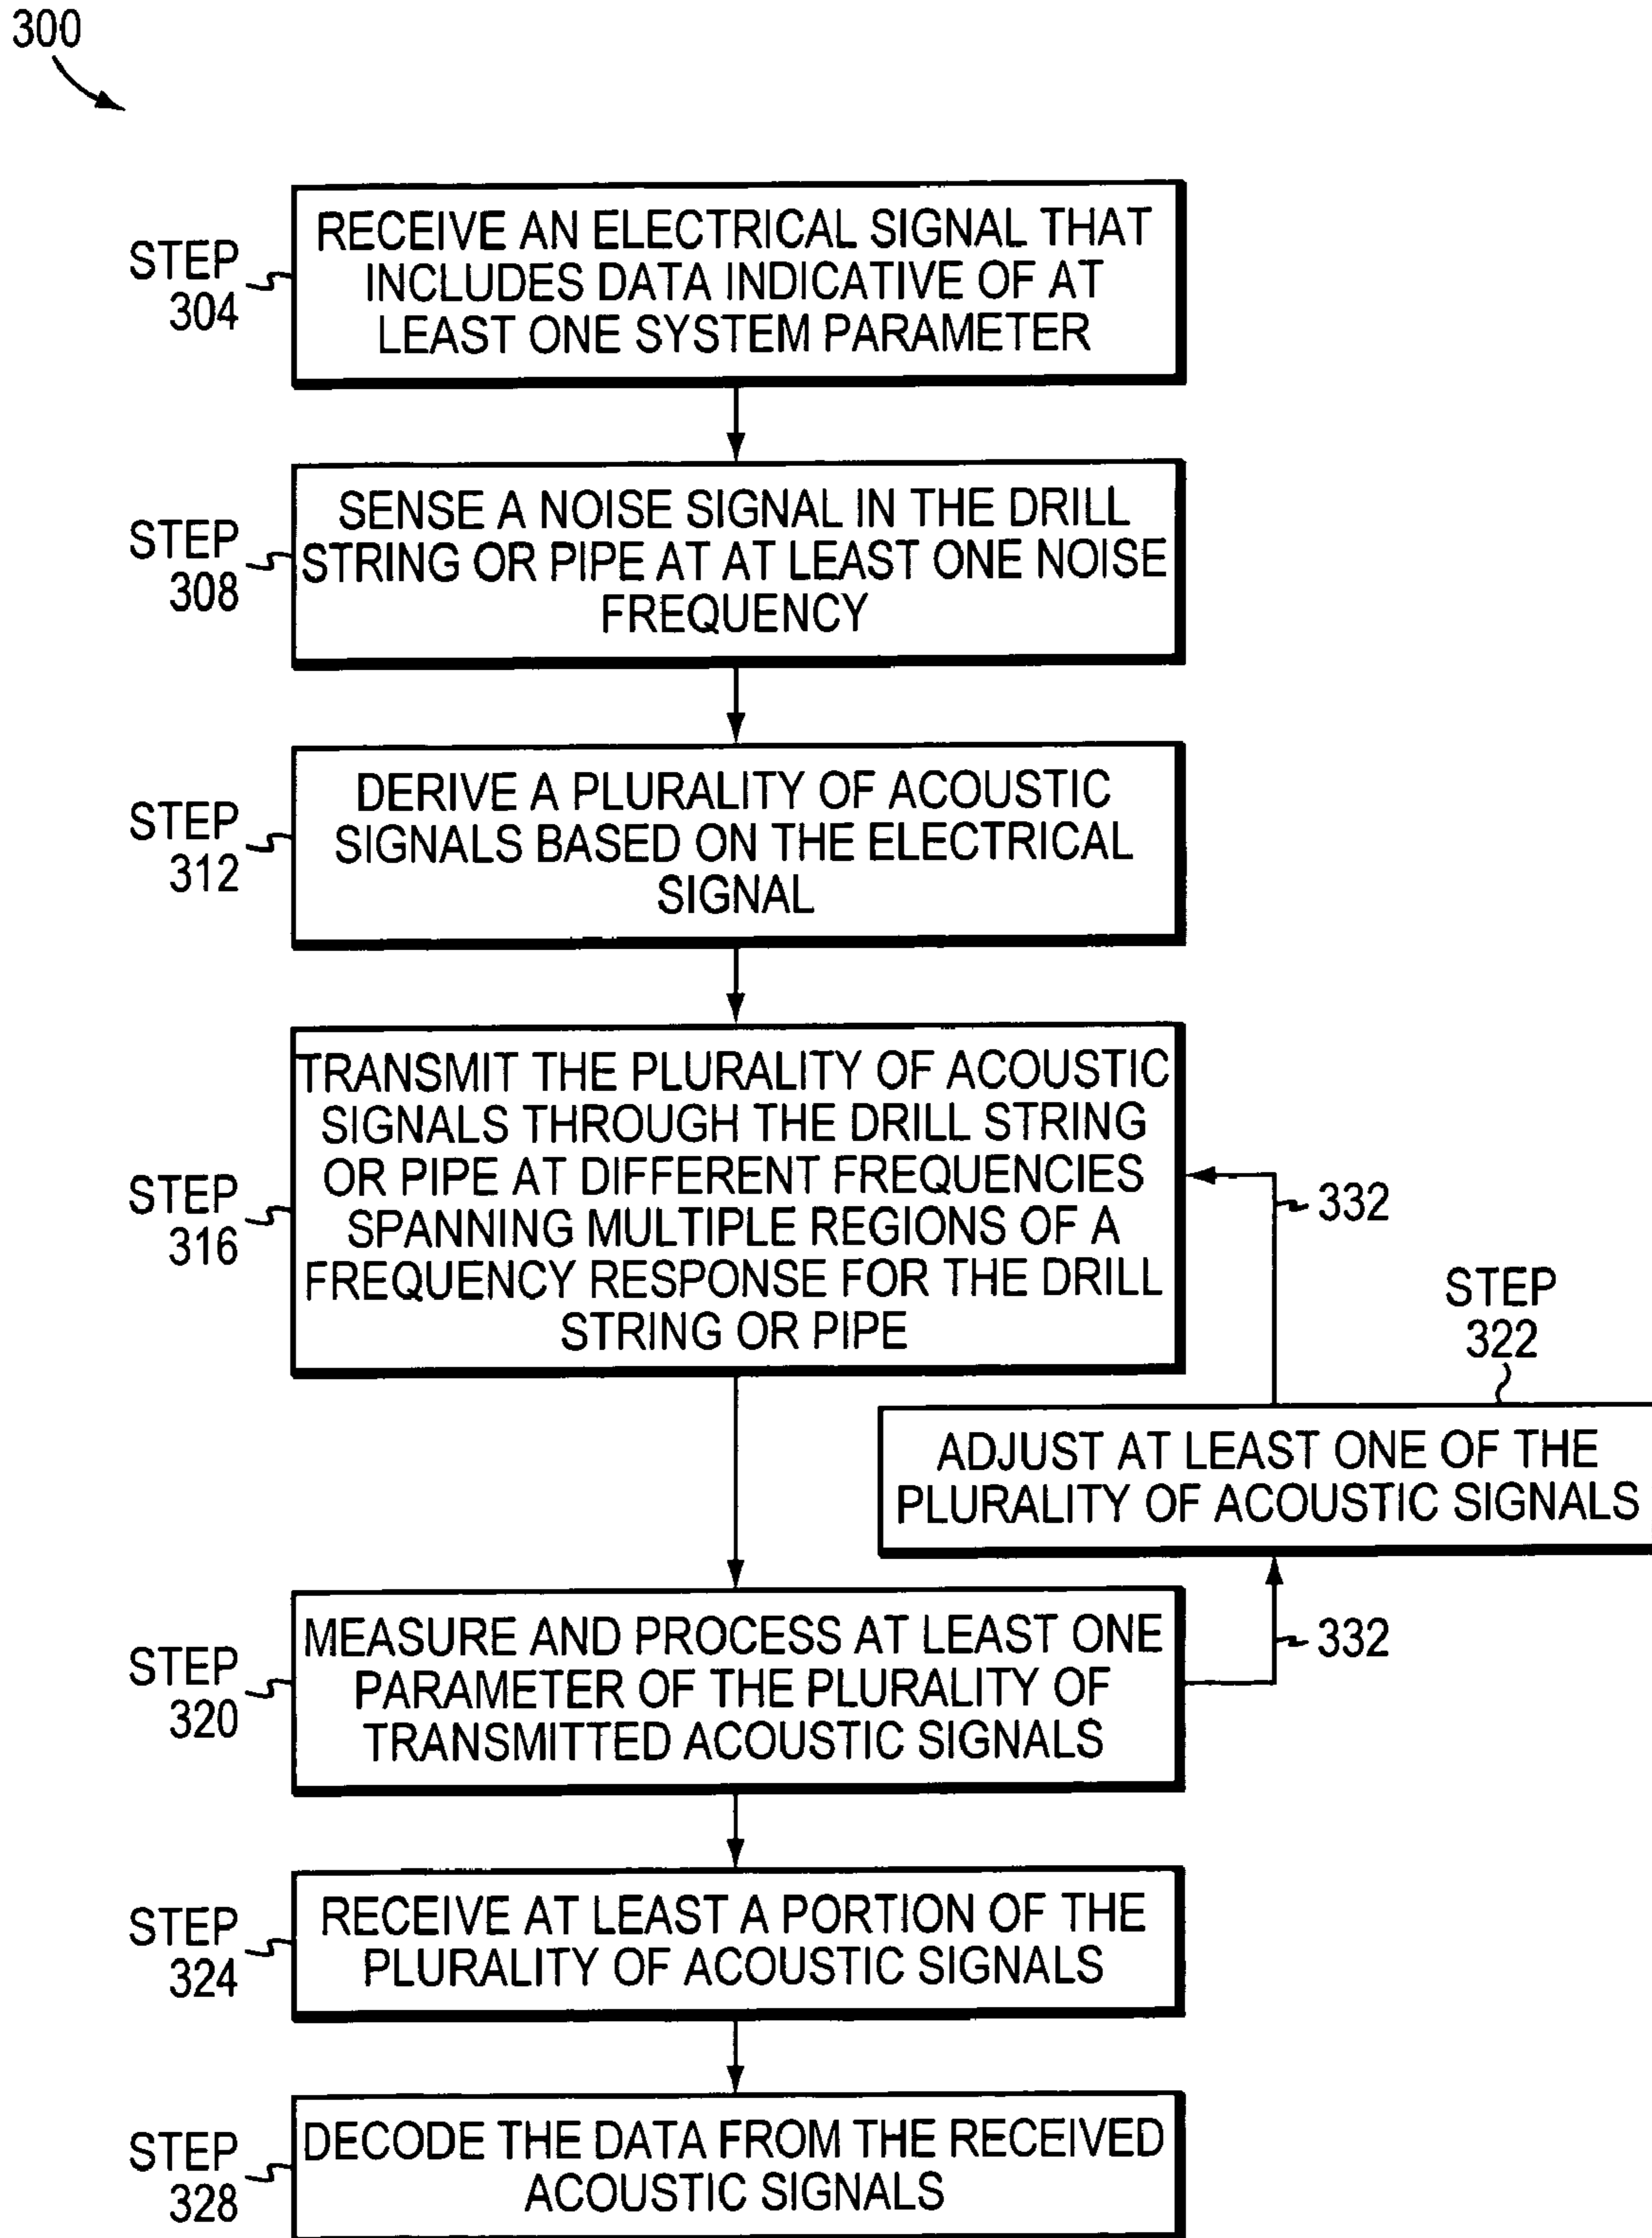 300
STEP
304
RECEIVE AN ELECTRICAL SIGNAL THAT
INCLUDES DATA INDICATIVE OF AT
LEAST ONE SYSTEM PARAMETER
STEP
308
SENSE A NOISE SIGNAL IN THE DRILL
STRING OR PIPE AT AT LEAST ONE NOISE
FREQUENCY
STEP
312
DERIVE A PLURALITY OF ACOUSTIC
SIGNALS BASED ON THE ELECTRICAL
SIGNAL
STEP
316
TRANSMIT THE PLURALITY OF ACOUSTIC
SIGNALS THROUGH THE DRILL STRING
OR PIPE AT DIFFERENT FREQUENCIES
SPANNING MULTIPLE REGIONS OF A
FREQUENCY RESPONSE FOR THE DRILL
STRING OR PIPE
332
STEP
322
ADJUST AT LEAST ONE OF THE
PLURALITY OF ACOUSTIC SIGNALS
332
STEP
320
MEASURE AND PROCESS AT LEAST ONE
PARAMETER OF THE PLURALITY OF
TRANSMITTED ACOUSTIC SIGNALS
STEP
324
RECEIVE AT LEAST A PORTION OF THE
PLURALITY OF ACOUSTIC SIGNALS
STEP
328
DECODE THE DATA FROM THE RECEIVED
ACOUSTIC SIGNALS